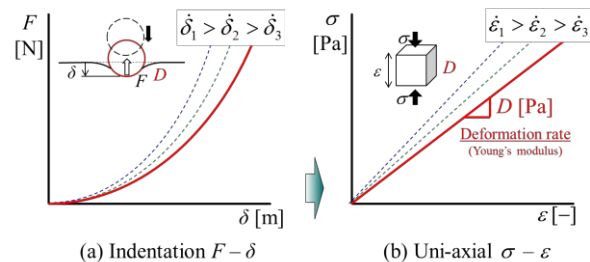 F
[N]
δ̇₁ > δ̇₂ > δ̇₃
δ
F
D
δ [m]
(a) Indentation F – δ
σ
[Pa]
ε̇₁ > ε̇₂ > ε̇₃
σ
ε
D
σ
D [Pa]
Deformation rate
(Young's modulus)
ε [−]
(b) Uni-axial σ – ε